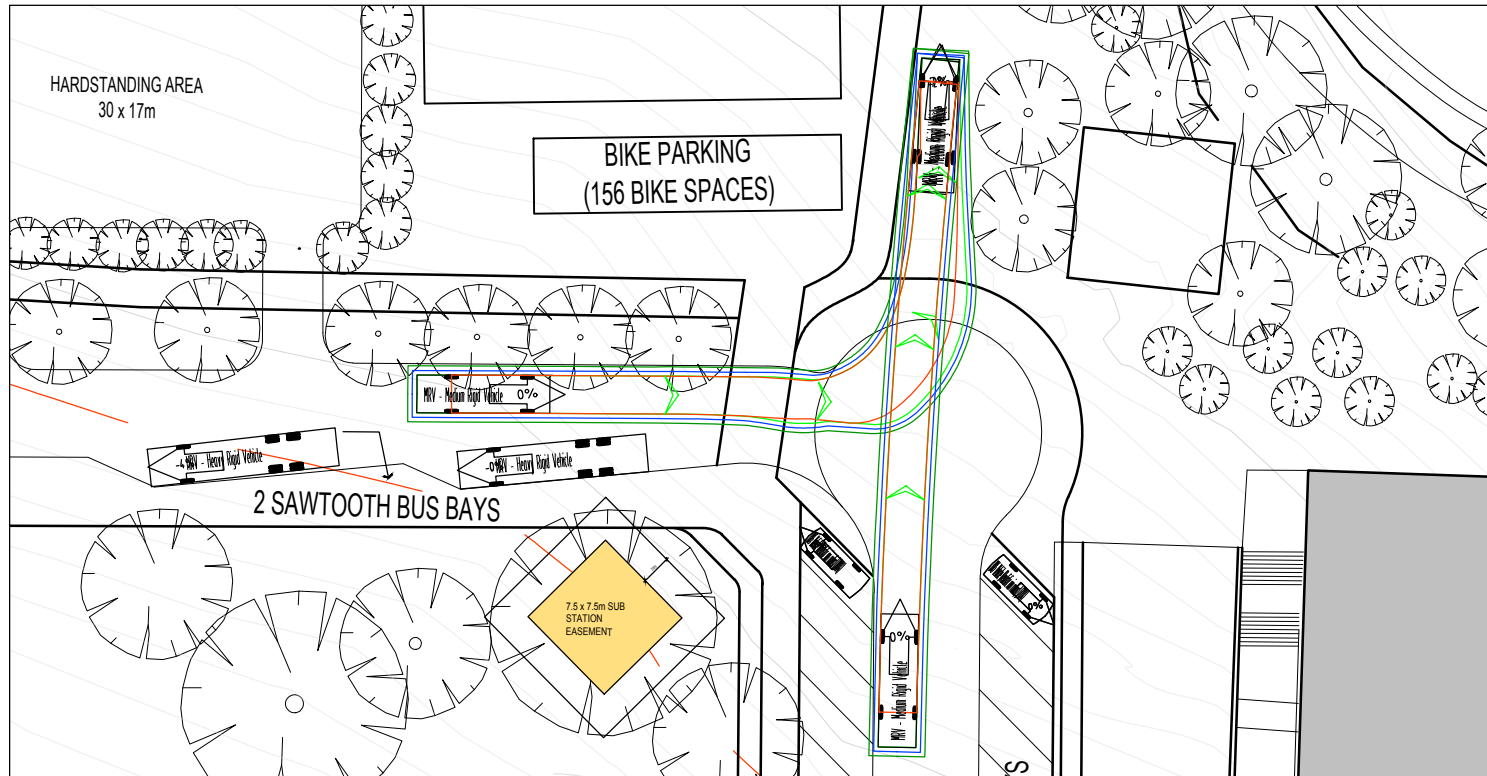 HARDSTANDING AREA
30 x 17m
BIKE PARKING
(156 BIKE SPACES)
MRV - Medium Rigid Vehicle
MRV - Medium Rigid Vehicle 0%
HRV - Heavy Rigid Vehicle
HRV - Heavy Rigid Vehicle
2 SAWTOOTH BUS BAYS
7.5 x 7.5m SUB
STATION
EASEMENT
0%
0%
MRV - Medium Rigid Vehicle
S